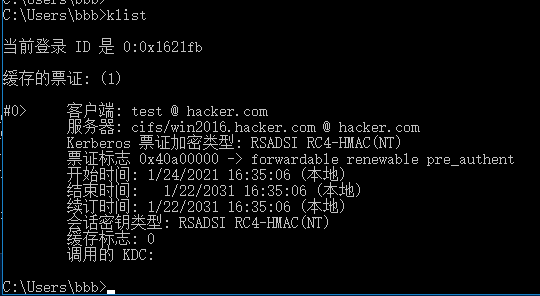 C:\Users\bbb>klist
当前登录 ID 是 0:0x1621fb
缓存的票证: (1)
#0> 客户端: test @ hacker.com
服务器: cifs/win2016.hacker.com @ hacker.com
Kerberos 票证加密类型: RSADSI RC4-HMAC(NT)
票证标志 0x40a00000 -> forwardable renewable pre_authent
开始时间: 1/24/2021 16:35:06 (本地)
结束时间: 1/22/2031 16:35:06 (本地)
续订时间: 1/22/2031 16:35:06 (本地)
会话密钥类型: RSADSI RC4-HMAC(NT)
缓存标志: 0
调用的 KDC:
C:\Users\bbb>